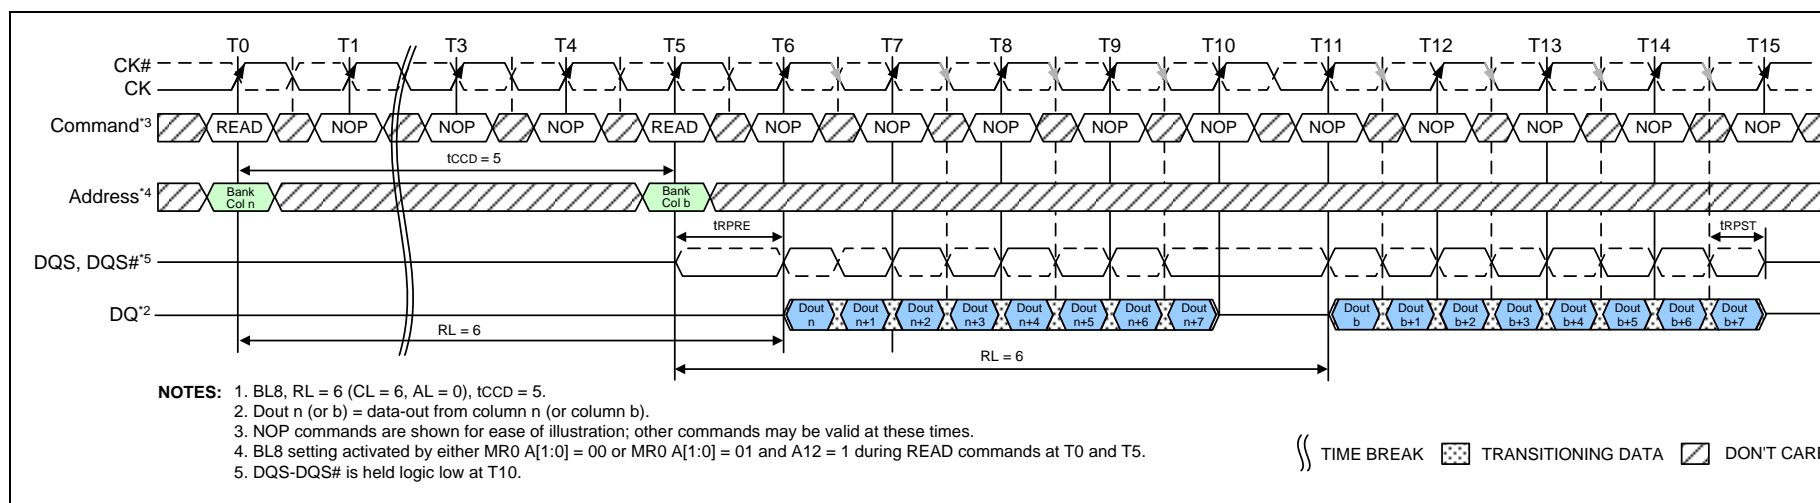 T0 T1 T3 T4 T5 T6 T7 T8 T9 T10 T11 T12 T13 T14 T15
CK#
CK
Command*3 READ NOP NOP NOP READ NOP NOP NOP NOP NOP NOP NOP NOP NOP NOP
tCCD = 5
Address*4 Bank Col n Bank Col b
tRPRE tRPST
DQS, DQS#*5
DQ*2 Dout n Dout n+1 Dout n+2 Dout n+3 Dout n+4 Dout n+5 Dout n+6 Dout n+7 Dout b Dout b+1 Dout b+2 Dout b+3 Dout b+4 Dout b+5 Dout b+6 Dout b+7
RL = 6
RL = 6
NOTES: 1. BL8, RL = 6 (CL = 6, AL = 0), tCCD = 5.
2. Dout n (or b) = data-out from column n (or column b).
3. NOP commands are shown for ease of illustration; other commands may be valid at these times.
4. BL8 setting activated by either MR0 A[1:0] = 00 or MR0 A[1:0] = 01 and A12 = 1 during READ commands at T0 and T5.
5. DQS-DQS# is held logic low at T10.
TIME BREAK TRANSITIONING DATA DON'T CARE